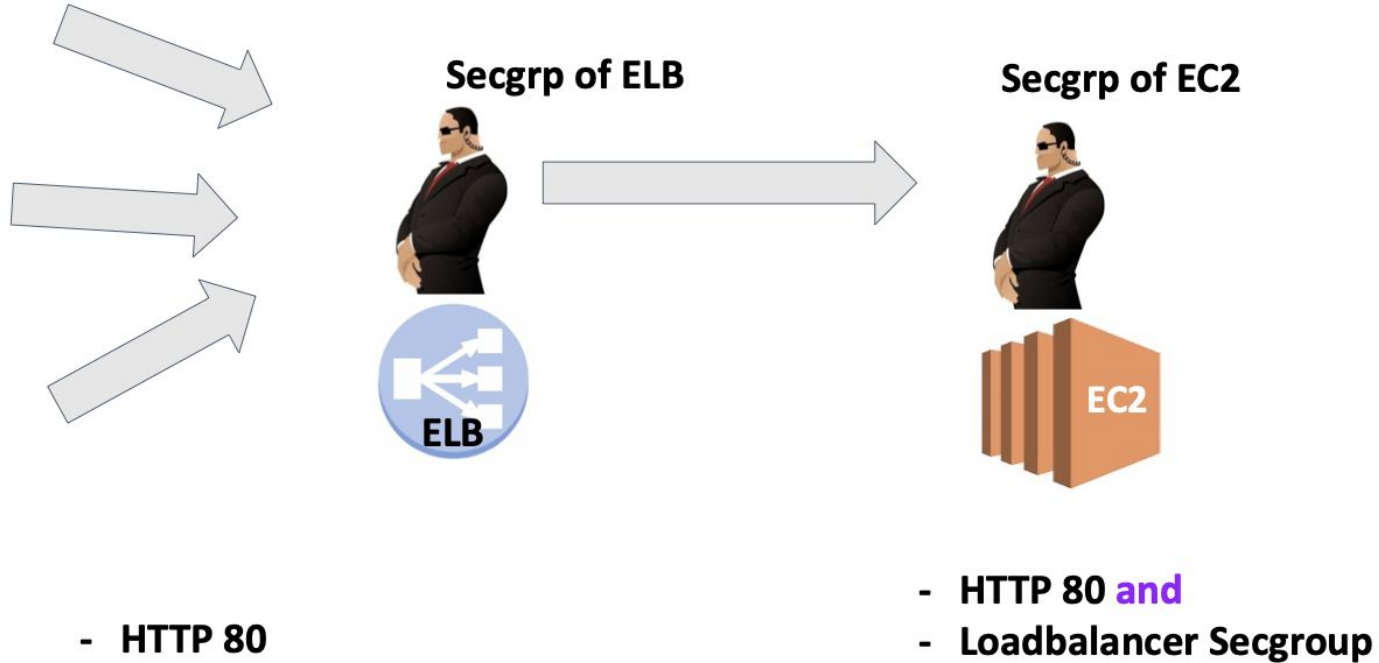 Secgrp of ELB
Secgrp of EC2
ELB
EC2
- HTTP 80
- HTTP 80 and
- Loadbalancer Secgroup